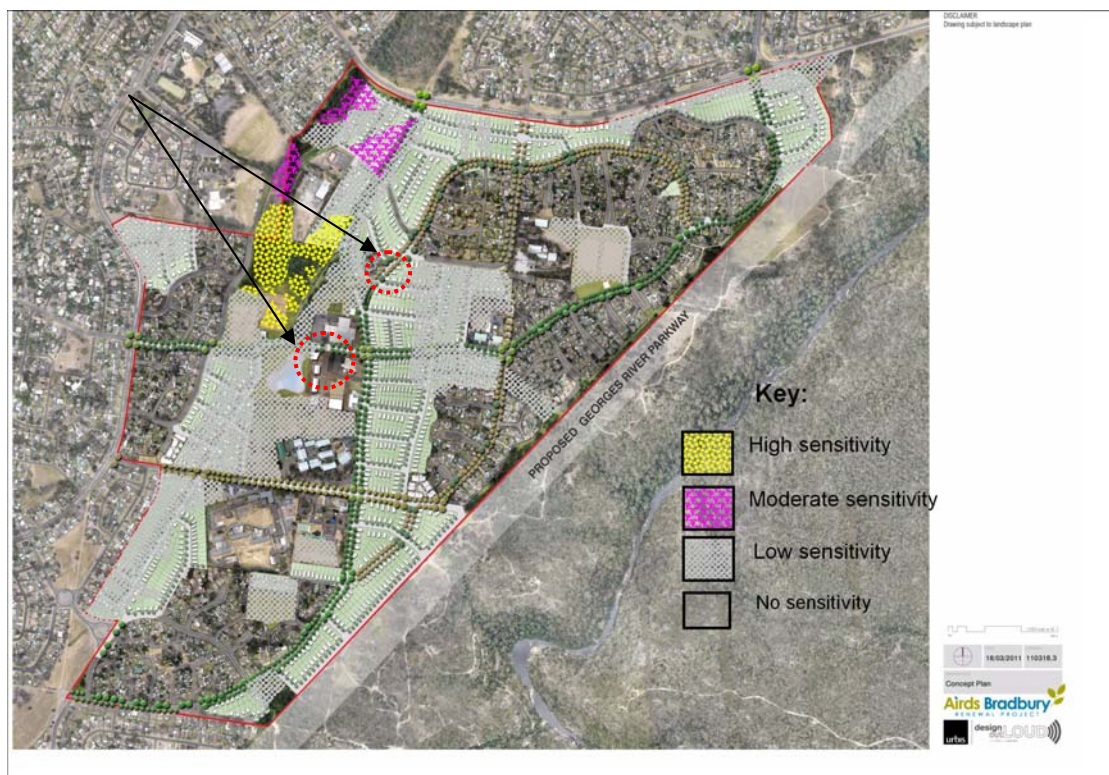 DISCLAIMER
Drawing subject to landscape plan
PROPOSED GEORGES RIVER PARKWAY
Key:
High sensitivity
Moderate sensitivity
Low sensitivity
No sensitivity
18/03/2011 110318.3
Concept Plan
Airds Bradbury
RENEWAL PROJECT
urbis
design
LOUD